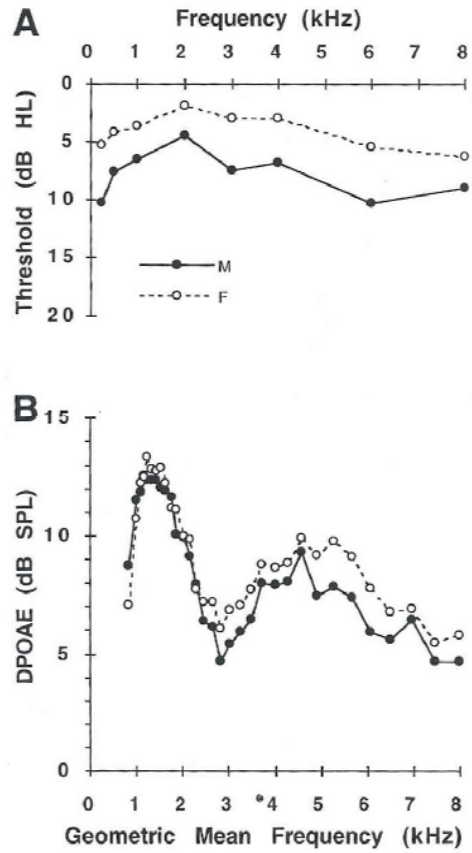 A
Frequency (kHz)
0 1 2 3 4 5 6 7 8
0
5
10
15
20
Threshold (dB HL)
M
F
B
15
10
5
0
DPOAE (dB SPL)
0 1 2 3 4 5 6 7 8
Geometric Mean Frequency (kHz)